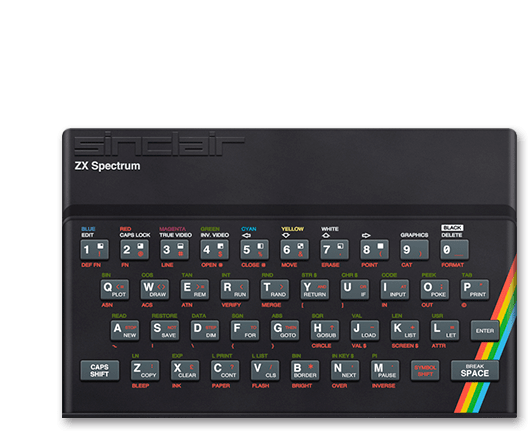 sinclair
ZX Spectrum
BLUE RED MAGENTA GREEN CYAN YELLOW WHITE BLACK
EDIT CAPS LOCK TRUE VIDEO INV. VIDEO GRAPHICS DELETE
1 2 3 4 5 6 7 8 9 0
DEF FN FN LINE OPEN # CLOSE # MOVE ERASE POINT CAT FORMAT
SIN COS TAN INT RND STR $ CHR $ CODE PEEK TAB
Q W E R T Y U I O P
PLOT DRAW REM RUN RAND RETURN IF INPUT POKE PRINT
ASN ACS ATN VERIFY MERGE [ ] IN OUT ©
READ RESTORE DATA SGN ABS SQR VAL LEN USR
A S D F G H J K L ENTER
NEW SAVE DIM FOR GOTO GOSUB LOAD LIST LET
~ | \ { } CIRCLE VAL $ SCREEN $ ATTR
LN EXP L PRINT L LIST BIN IN KEY $ PI
CAPS SHIFT Z X C V B N M SYMBOL SHIFT BREAK SPACE
COPY CLEAR CONT CLS BORDER NEXT PAUSE
BLEEP INK PAPER FLASH BRIGHT OVER INVERSE